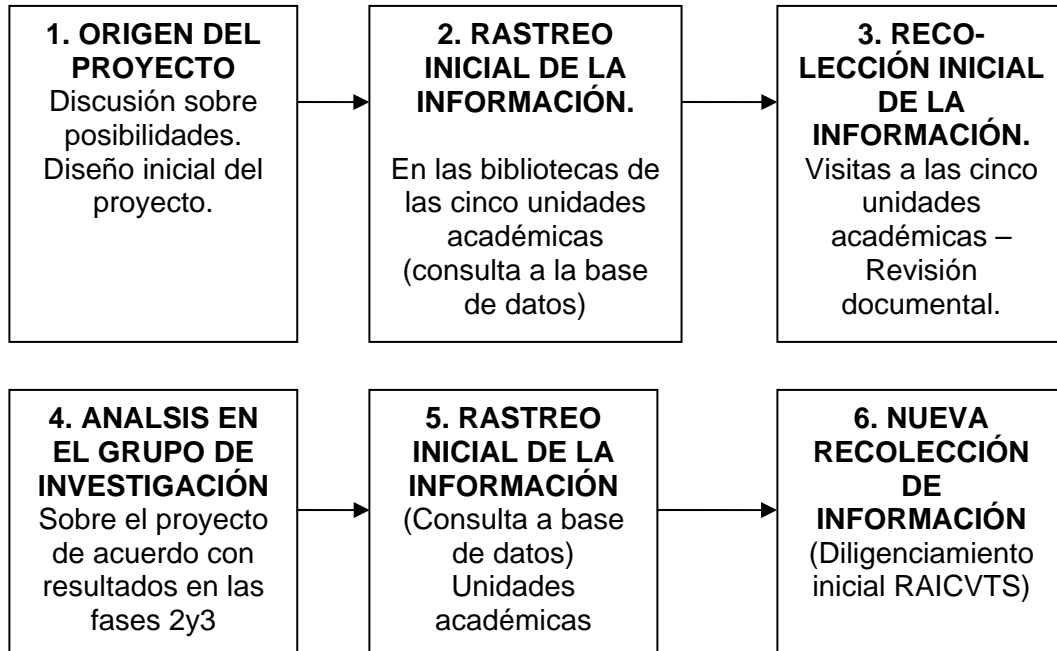 1. ORIGEN DEL
PROYECTO
Discusión sobre
posibilidades.
Diseño inicial del
proyecto.
2. RASTREO
INICIAL DE LA
INFORMACIÓN.
En las bibliotecas de
las cinco unidades
académicas
(consulta a la base
de datos)
3. RECO-
LECCIÓN INICIAL
DE LA
INFORMACIÓN.
Visitas a las cinco
unidades
académicas –
Revisión
documental.
4. ANALSIS EN
EL GRUPO DE
INVESTIGACIÓN
Sobre el proyecto
de acuerdo con
resultados en las
fases 2y3
5. RASTREO
INICIAL DE LA
INFORMACIÓN
(Consulta a base
de datos)
Unidades
académicas
6. NUEVA
RECOLECCIÓN
DE
INFORMACIÓN
(Diligenciamiento
inicial RAICVTS)